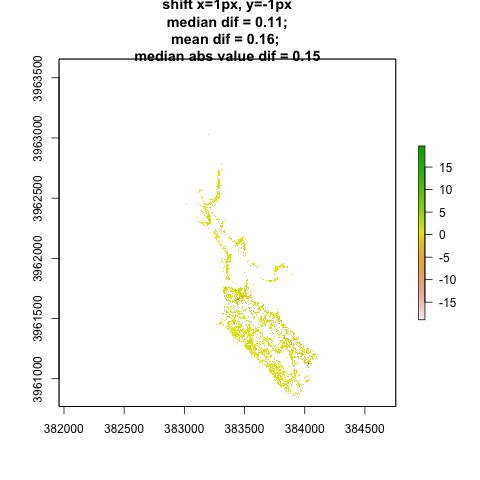 shift x=1px, y=-1px
median dif = 0.11;
mean dif = 0.16;
median abs value dif = 0.15
3963500
3963000
3962500
3962000
3961500
3961000
382000 382500 383000 383500 384000 384500
15
10
5
0
-5
-10
-15